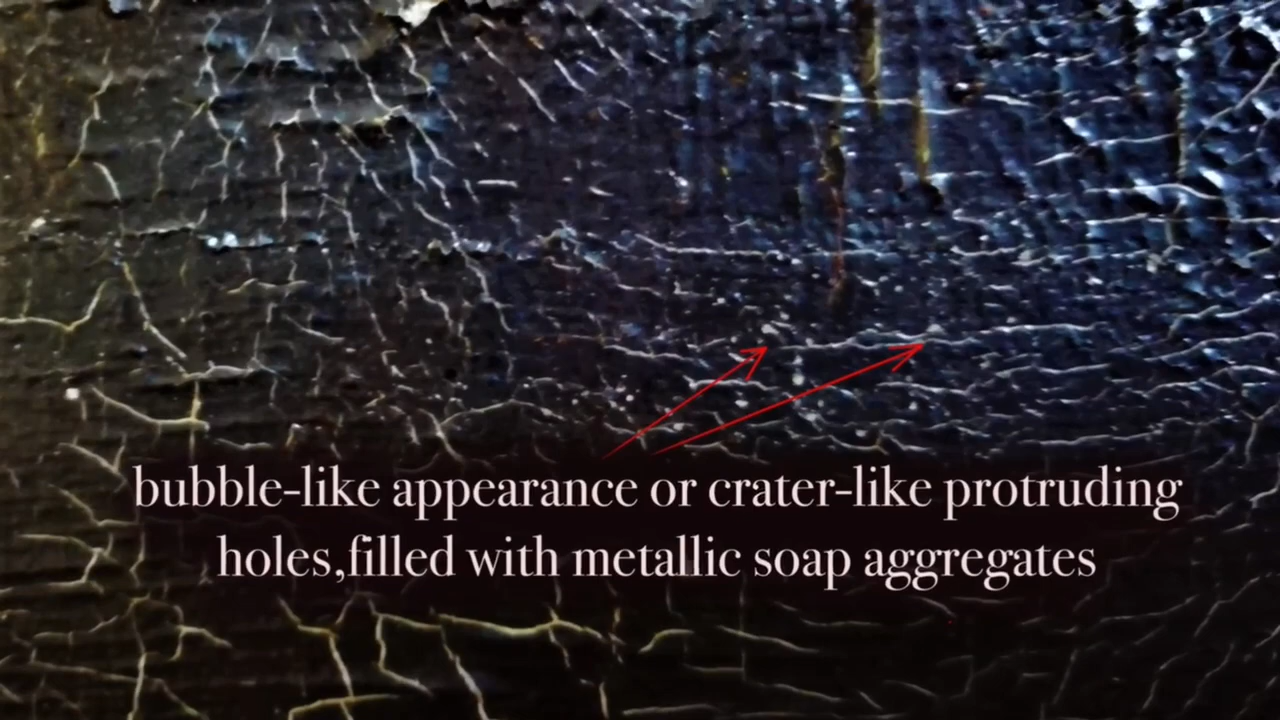 bubble-like appearance or crater-like protruding
holes,filled with metallic soap aggregates